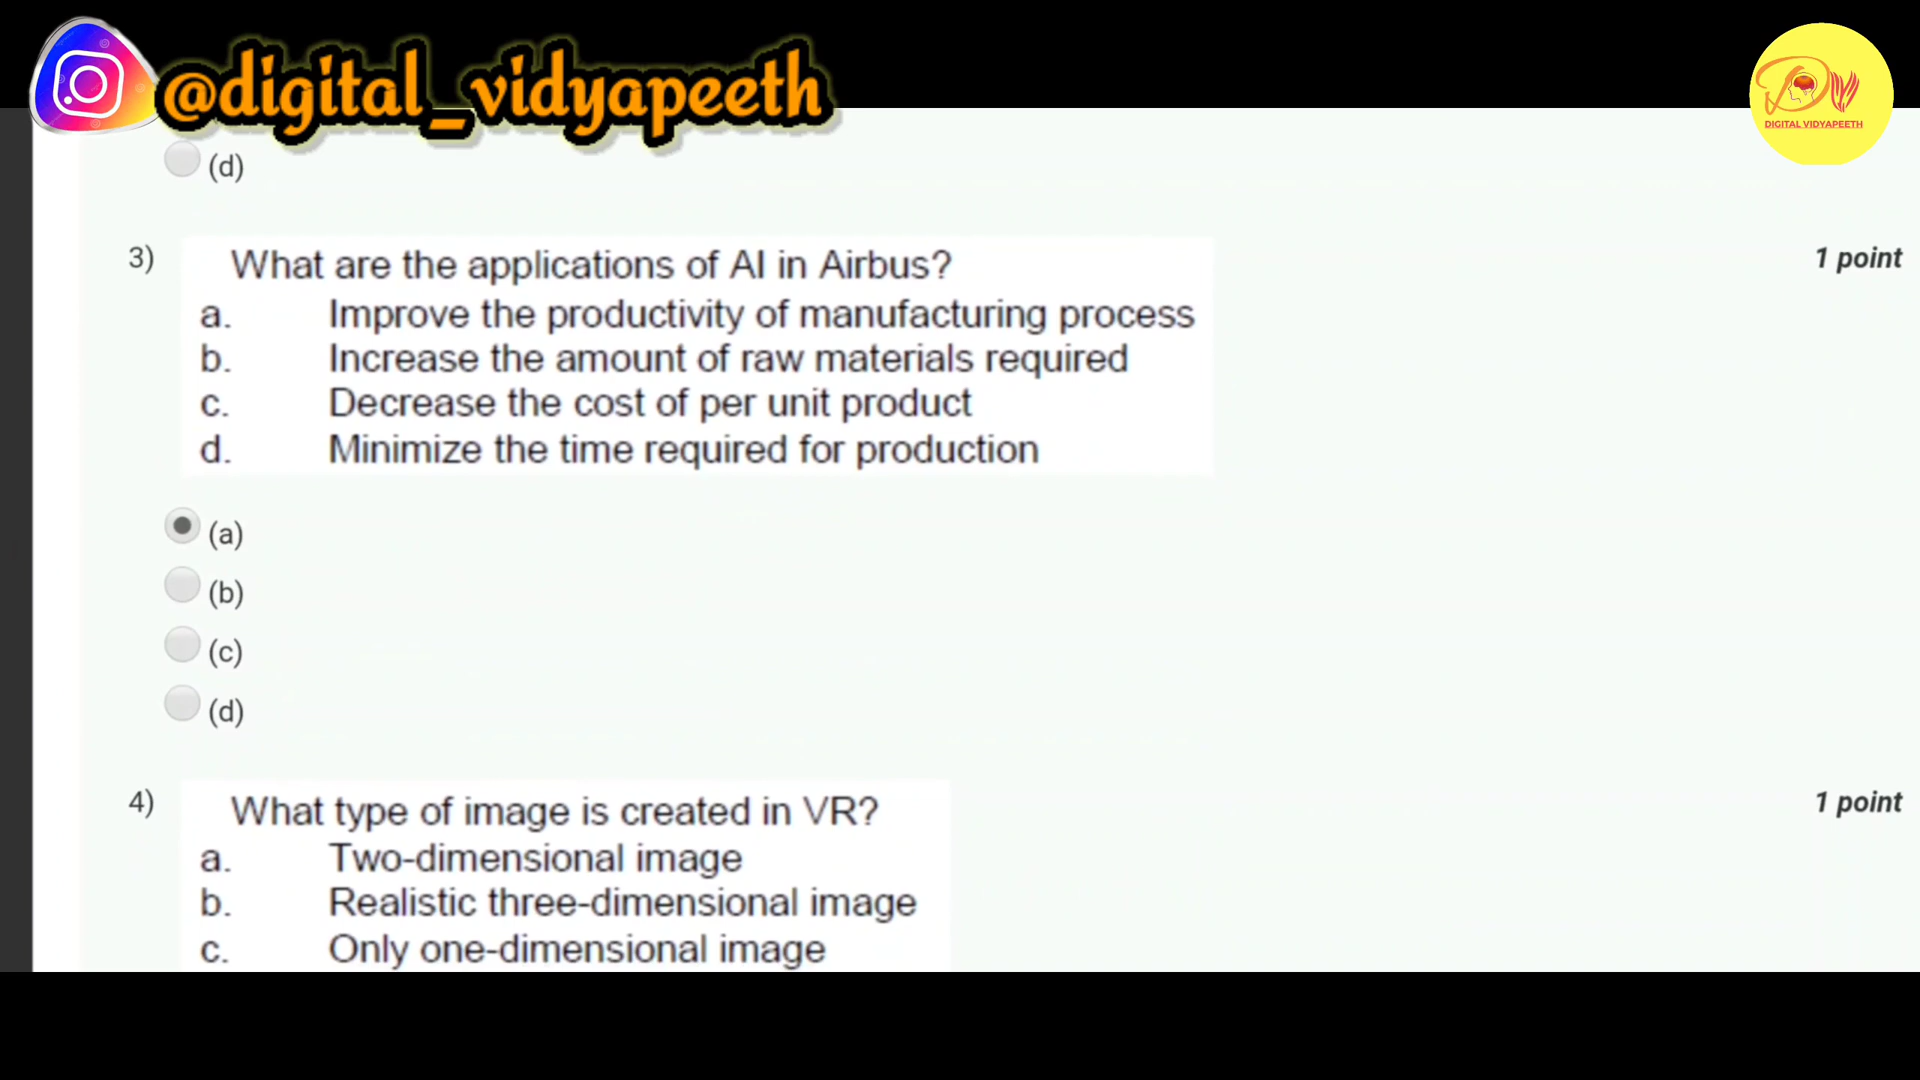 @digital_vidyapeeth
DV
DIGITAL VIDYAPEETH
(d)
3) What are the applications of AI in Airbus? 1 point
a. Improve the productivity of manufacturing process
b. Increase the amount of raw materials required
c. Decrease the cost of per unit product
d. Minimize the time required for production
(a)
(b)
(c)
(d)
4) What type of image is created in VR? 1 point
a. Two-dimensional image
b. Realistic three-dimensional image
c. Only one-dimensional image